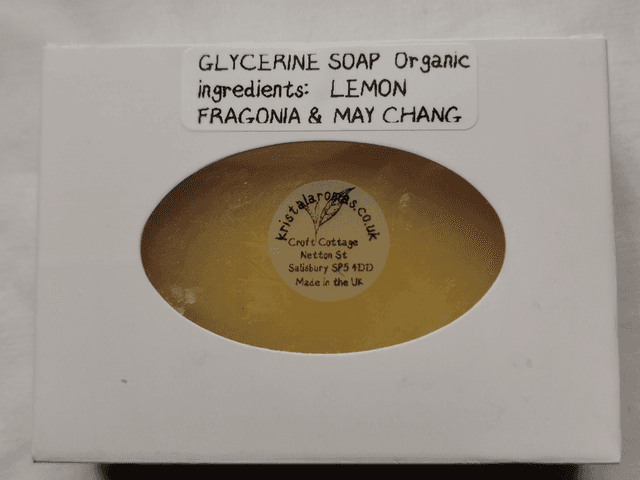 GLYCERINE SOAP Organic
ingredients: LEMON
FRAGONIA & MAY CHANG
kristalaromas.co.uk
Croft Cottage
Netton St
Salisbury SP5 4DD
Made in the UK